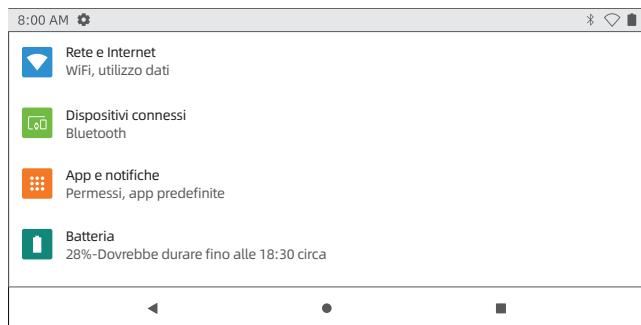 8:00 AM
Rete e Internet
WiFi, utilizzo dati
Dispositivi connessi
Bluetooth
App e notifiche
Permessi, app predefinite
Batteria
28%-Dovrebbe durare fino alle 18:30 circa